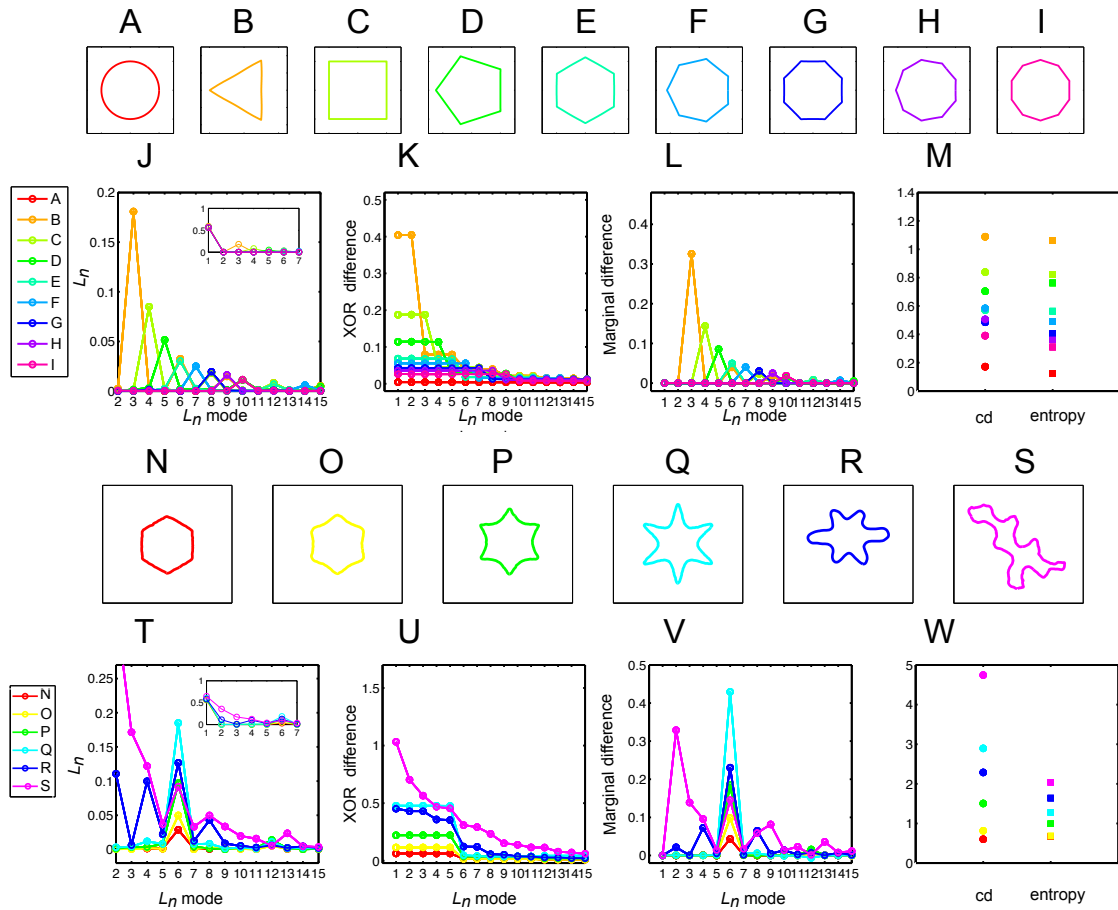 A B C D E F G H I
J K L M
A
B
C
D
E
F
G
H
I
L_n
0.2
0.15
0.1
0.05
0
2 3 4 5 6 7 8 9 10 11 12 13 14 15
L_n mode
1
0.5
0
1 2 3 4 5 6 7
XOR difference
0.5
0.4
0.3
0.2
0.1
0
1 2 3 4 5 6 7 8 9 10 11 12 13 14 15
L_n mode
Marginal difference
0.4
0.3
0.2
0.1
0
1 2 3 4 5 6 7 8 9 10 11 12 13 14 15
L_n mode
1.4
1.2
1
0.8
0.6
0.4
0.2
0
cd entropy
N O P Q R S
T U V W
N
O
P
Q
R
S
L_n
0.25
0.2
0.15
0.1
0.05
0
2 3 4 5 6 7 8 9 10 11 12 13 14 15
L_n mode
1
0.5
0
1 2 3 4 5 6 7
XOR difference
1.5
1
0.5
0
1 2 3 4 5 6 7 8 9 10 11 12 13 14 15
L_n mode
Marginal difference
0.5
0.4
0.3
0.2
0.1
0
1 2 3 4 5 6 7 8 9 10 11 12 13 14 15
L_n mode
5
4
3
2
1
0
cd entropy